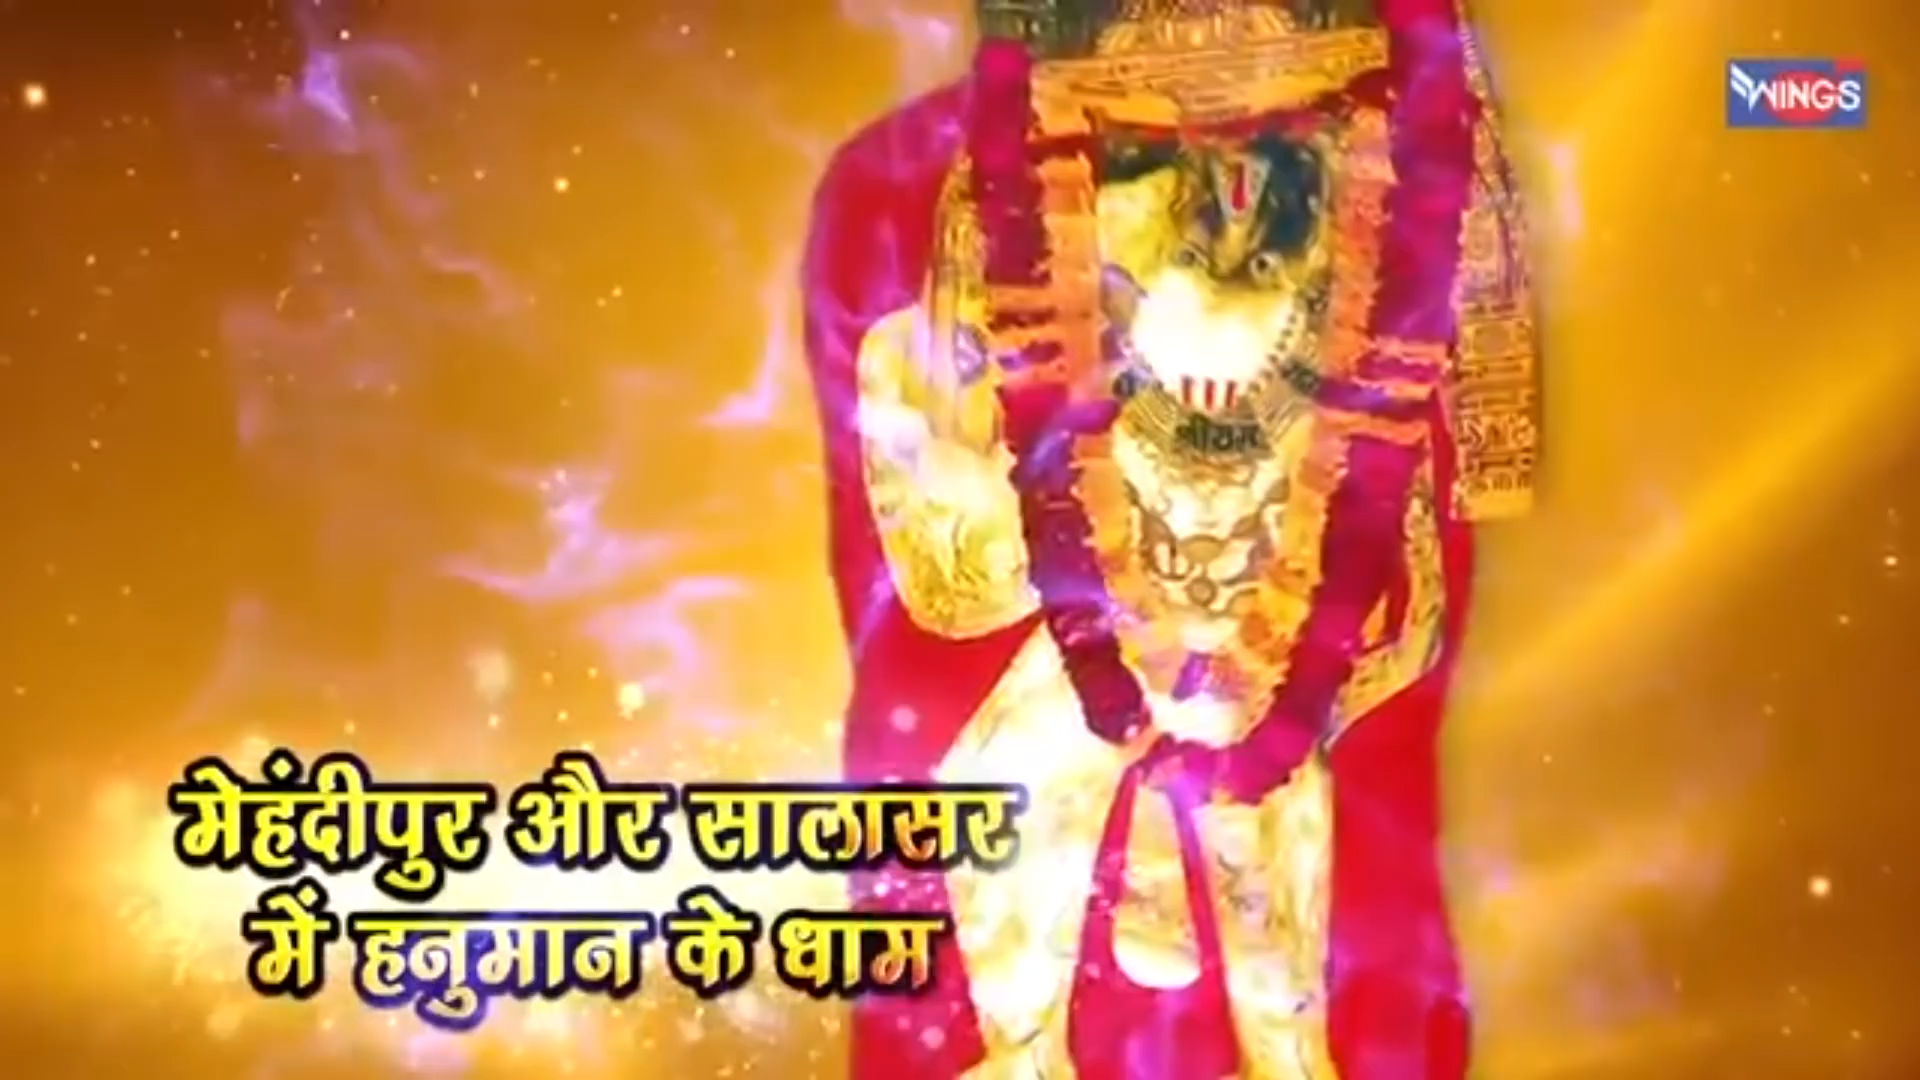 WINGS
श्रीराम
मेहंदीपुर और सालासर
में हनुमान के धाम